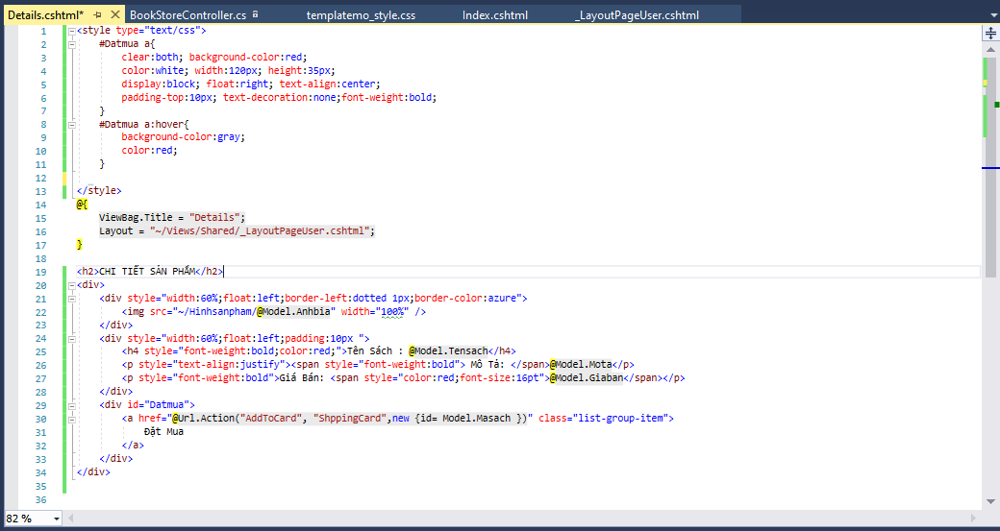 Details.cshtml* BookStoreController.cs templatemo_style.css Index.cshtml _LayoutPageUser.cshtml
1 <style type="text/css">
2 #Datmua a{
3 clear:both; background-color:red;
4 color:white; width:120px; height:35px;
5 display:block; float:right; text-align:center;
6 padding-top:10px; text-decoration:none;font-weight:bold;
7 }
8 #Datmua a:hover{
9 background-color:gray;
10 color:red;
11 }
12
13 </style>
14 @{
15 ViewBag.Title = "Details";
16 Layout = "~/Views/Shared/_LayoutPageUser.cshtml";
17 }
18
19 <h2>CHI TIẾT SẢN PHẨM</h2>
20 <div>
21 <div style="width:60%;float:left;border-left:dotted 1px;border-color:azure">
22 <img src="~/Hinhsanpham/@Model.Anhbia" width="100%" />
23 </div>
24 <div style="width:60%;float:left;padding:10px ">
25 <h4 style="font-weight:bold;color:red;">Tên Sách : @Model.Tensach</h4>
26 <p style="text-align:justify"><span style="font-weight:bold"> Mô Tả: </span>@Model.Mota</p>
27 <p style="font-weight:bold">Giá Bán: <span style="color:red;font-size:16pt">@Model.Giaban</span></p>
28 </div>
29 <div id="Datmua">
30 <a href="@Url.Action("AddToCard", "ShppingCard",new {id= Model.Masach })" class="list-group-item">
31 Đặt Mua
32 </a>
33 </div>
34 </div>
35
36
82 %